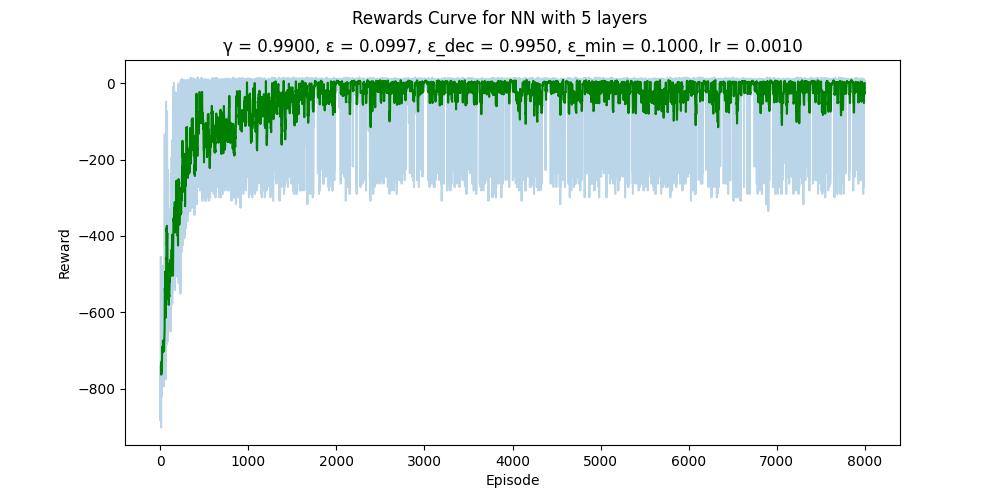 Rewards Curve for NN with 5 layers
γ = 0.9900, ε = 0.0997, ε_dec = 0.9950, ε_min = 0.1000, lr = 0.0010
0
−200
−400
−600
−800
Reward
0 1000 2000 3000 4000 5000 6000 7000 8000
Episode